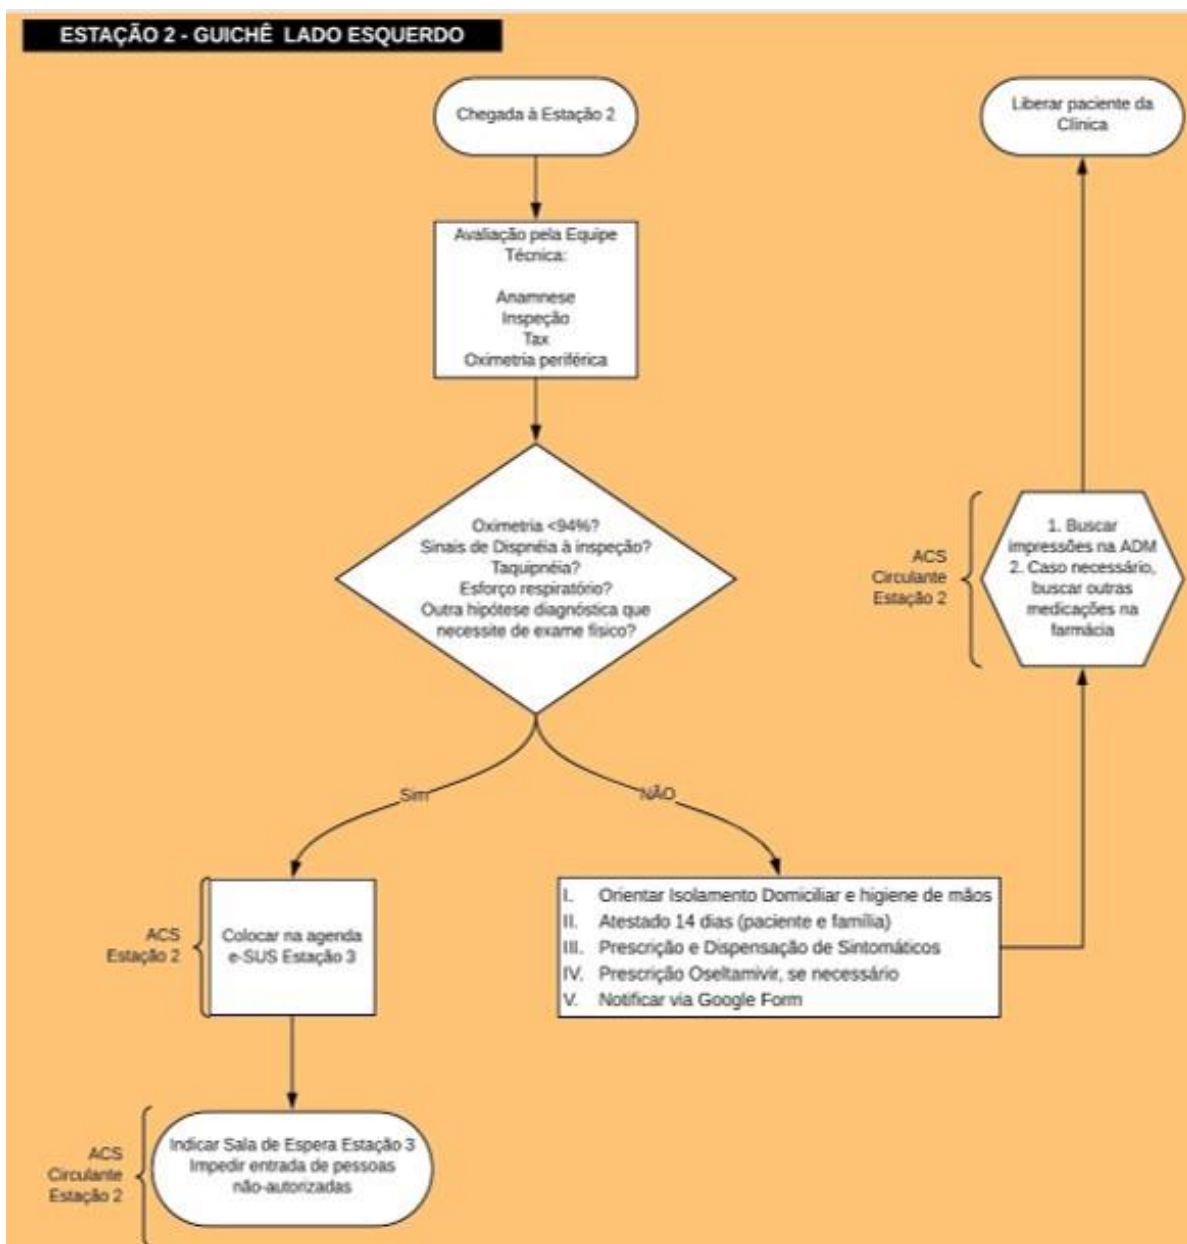 ESTAÇÃO 2 - GUICHÊ LADO ESQUERDO
Chegada à Estação 2
Avaliação pela Equipe
Técnica:
Anamnese
Inspeção
Tax
Oximetria periférica
Oximetria <94%?
Sinais de Dispnéia à inspeção?
Taquipnéia?
Esforço respiratório?
Outra hipótese diagnóstica que
necessite de exame físico?
Sim
NÃO
ACS
Estação 2
Colocar na agenda
e-SUS Estação 3
ACS
Circulante
Estação 2
Indicar Sala de Espera Estação 3
Impedir entrada de pessoas
não-autorizadas
I. Orientar Isolamento Domiciliar e higiene de mãos
II. Atestado 14 dias (paciente e família)
III. Prescrição e Dispensação de Sintomáticos
IV. Prescrição Oseltamivir, se necessário
V. Notificar via Google Form
ACS
Circulante
Estação 2
1. Buscar
impressões na ADM
2. Caso necessário,
buscar outras
medicações na
farmácia
Liberar paciente da
Clínica